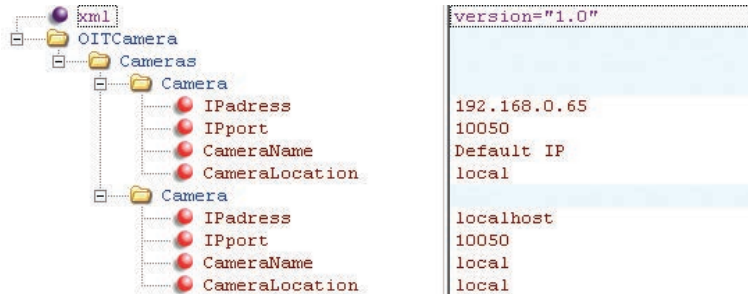 xml version="1.0"
OITCamera
Cameras
Camera
IPadress 192.168.0.65
IPport 10050
CameraName Default IP
CameraLocation local
Camera
IPadress localhost
IPport 10050
CameraName local
CameraLocation local